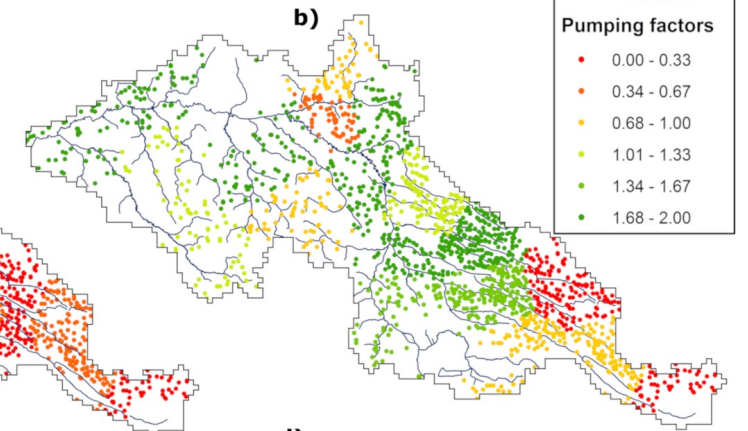 b)
Pumping factors
0.00 - 0.33
0.34 - 0.67
0.68 - 1.00
1.01 - 1.33
1.34 - 1.67
1.68 - 2.00